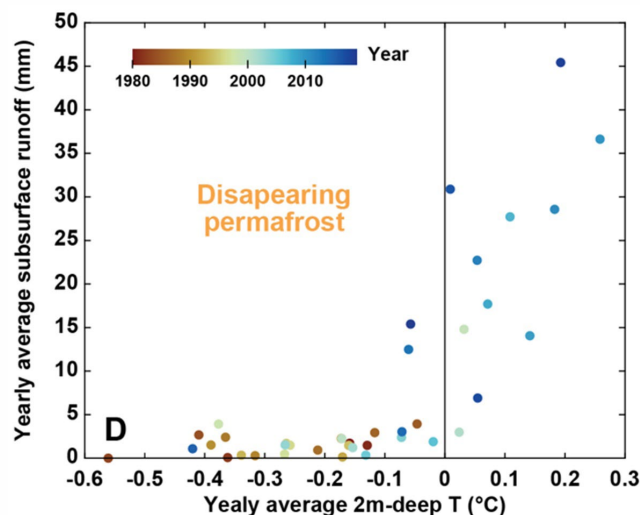 50
45
40
35
30
25
20
15
10
5
0
Yearly average subsurface runoff (mm)
Year
1980 1990 2000 2010
Disapearing
permafrost
D
-0.6 -0.5 -0.4 -0.3 -0.2 -0.1 0 0.1 0.2 0.3
Yealy average 2m-deep T (°C)